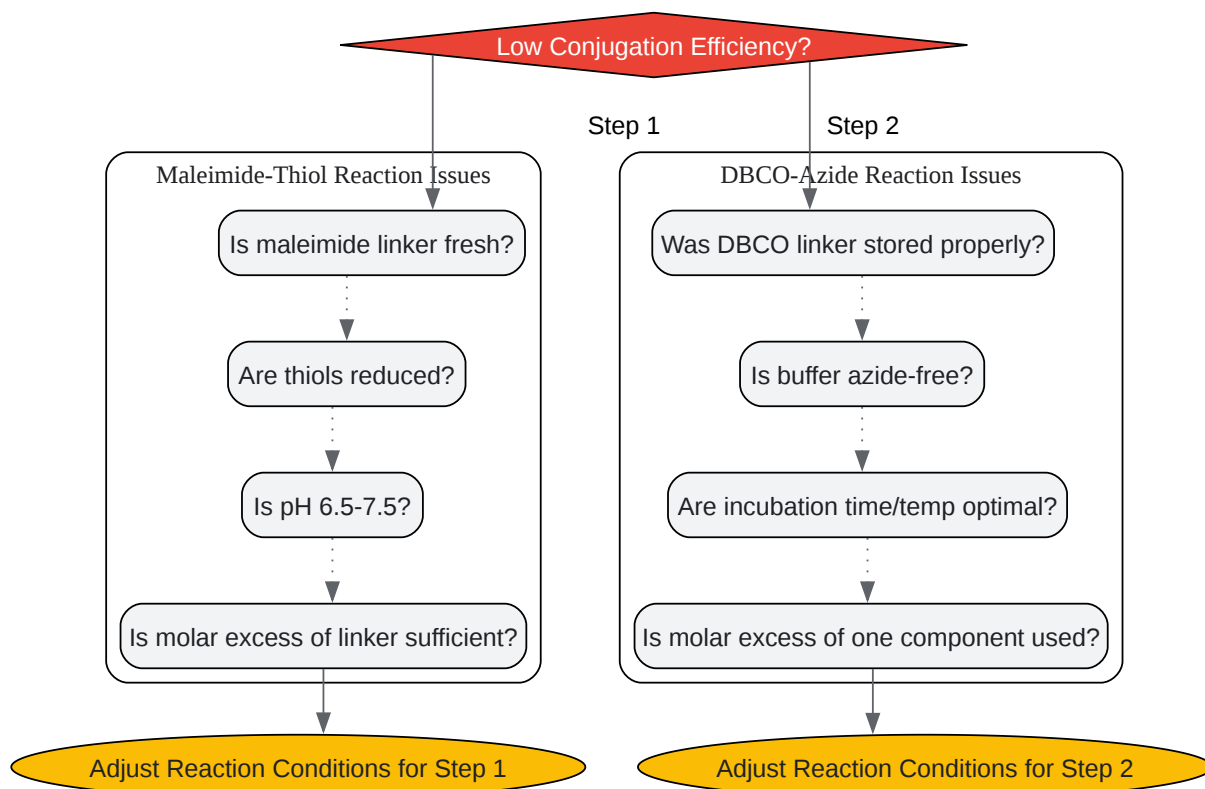 Low Conjugation Efficiency?
Step 1
Step 2
Maleimide-Thiol Reaction Issues
Is maleimide linker fresh?
Are thiols reduced?
Is pH 6.5-7.5?
Is molar excess of linker sufficient?
Adjust Reaction Conditions for Step 1
DBCO-Azide Reaction Issues
Was DBCO linker stored properly?
Is buffer azide-free?
Are incubation time/temp optimal?
Is molar excess of one component used?
Adjust Reaction Conditions for Step 2